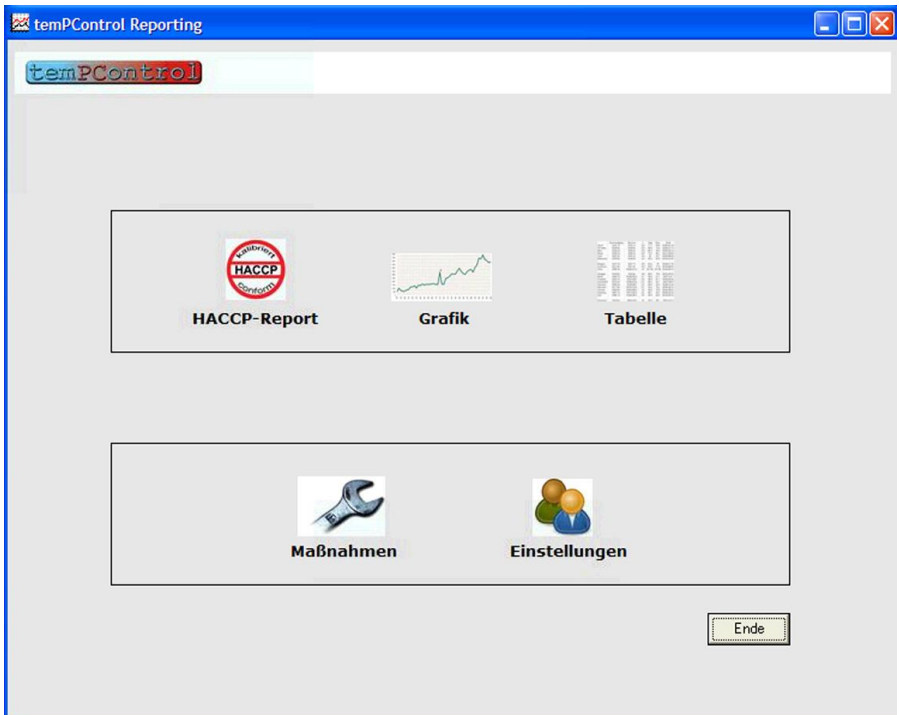 temPControl Reporting
temPControl
kalibriert
HACCP
conform
HACCP-Report
Grafik
Tabelle
Maßnahmen
Einstellungen
Ende